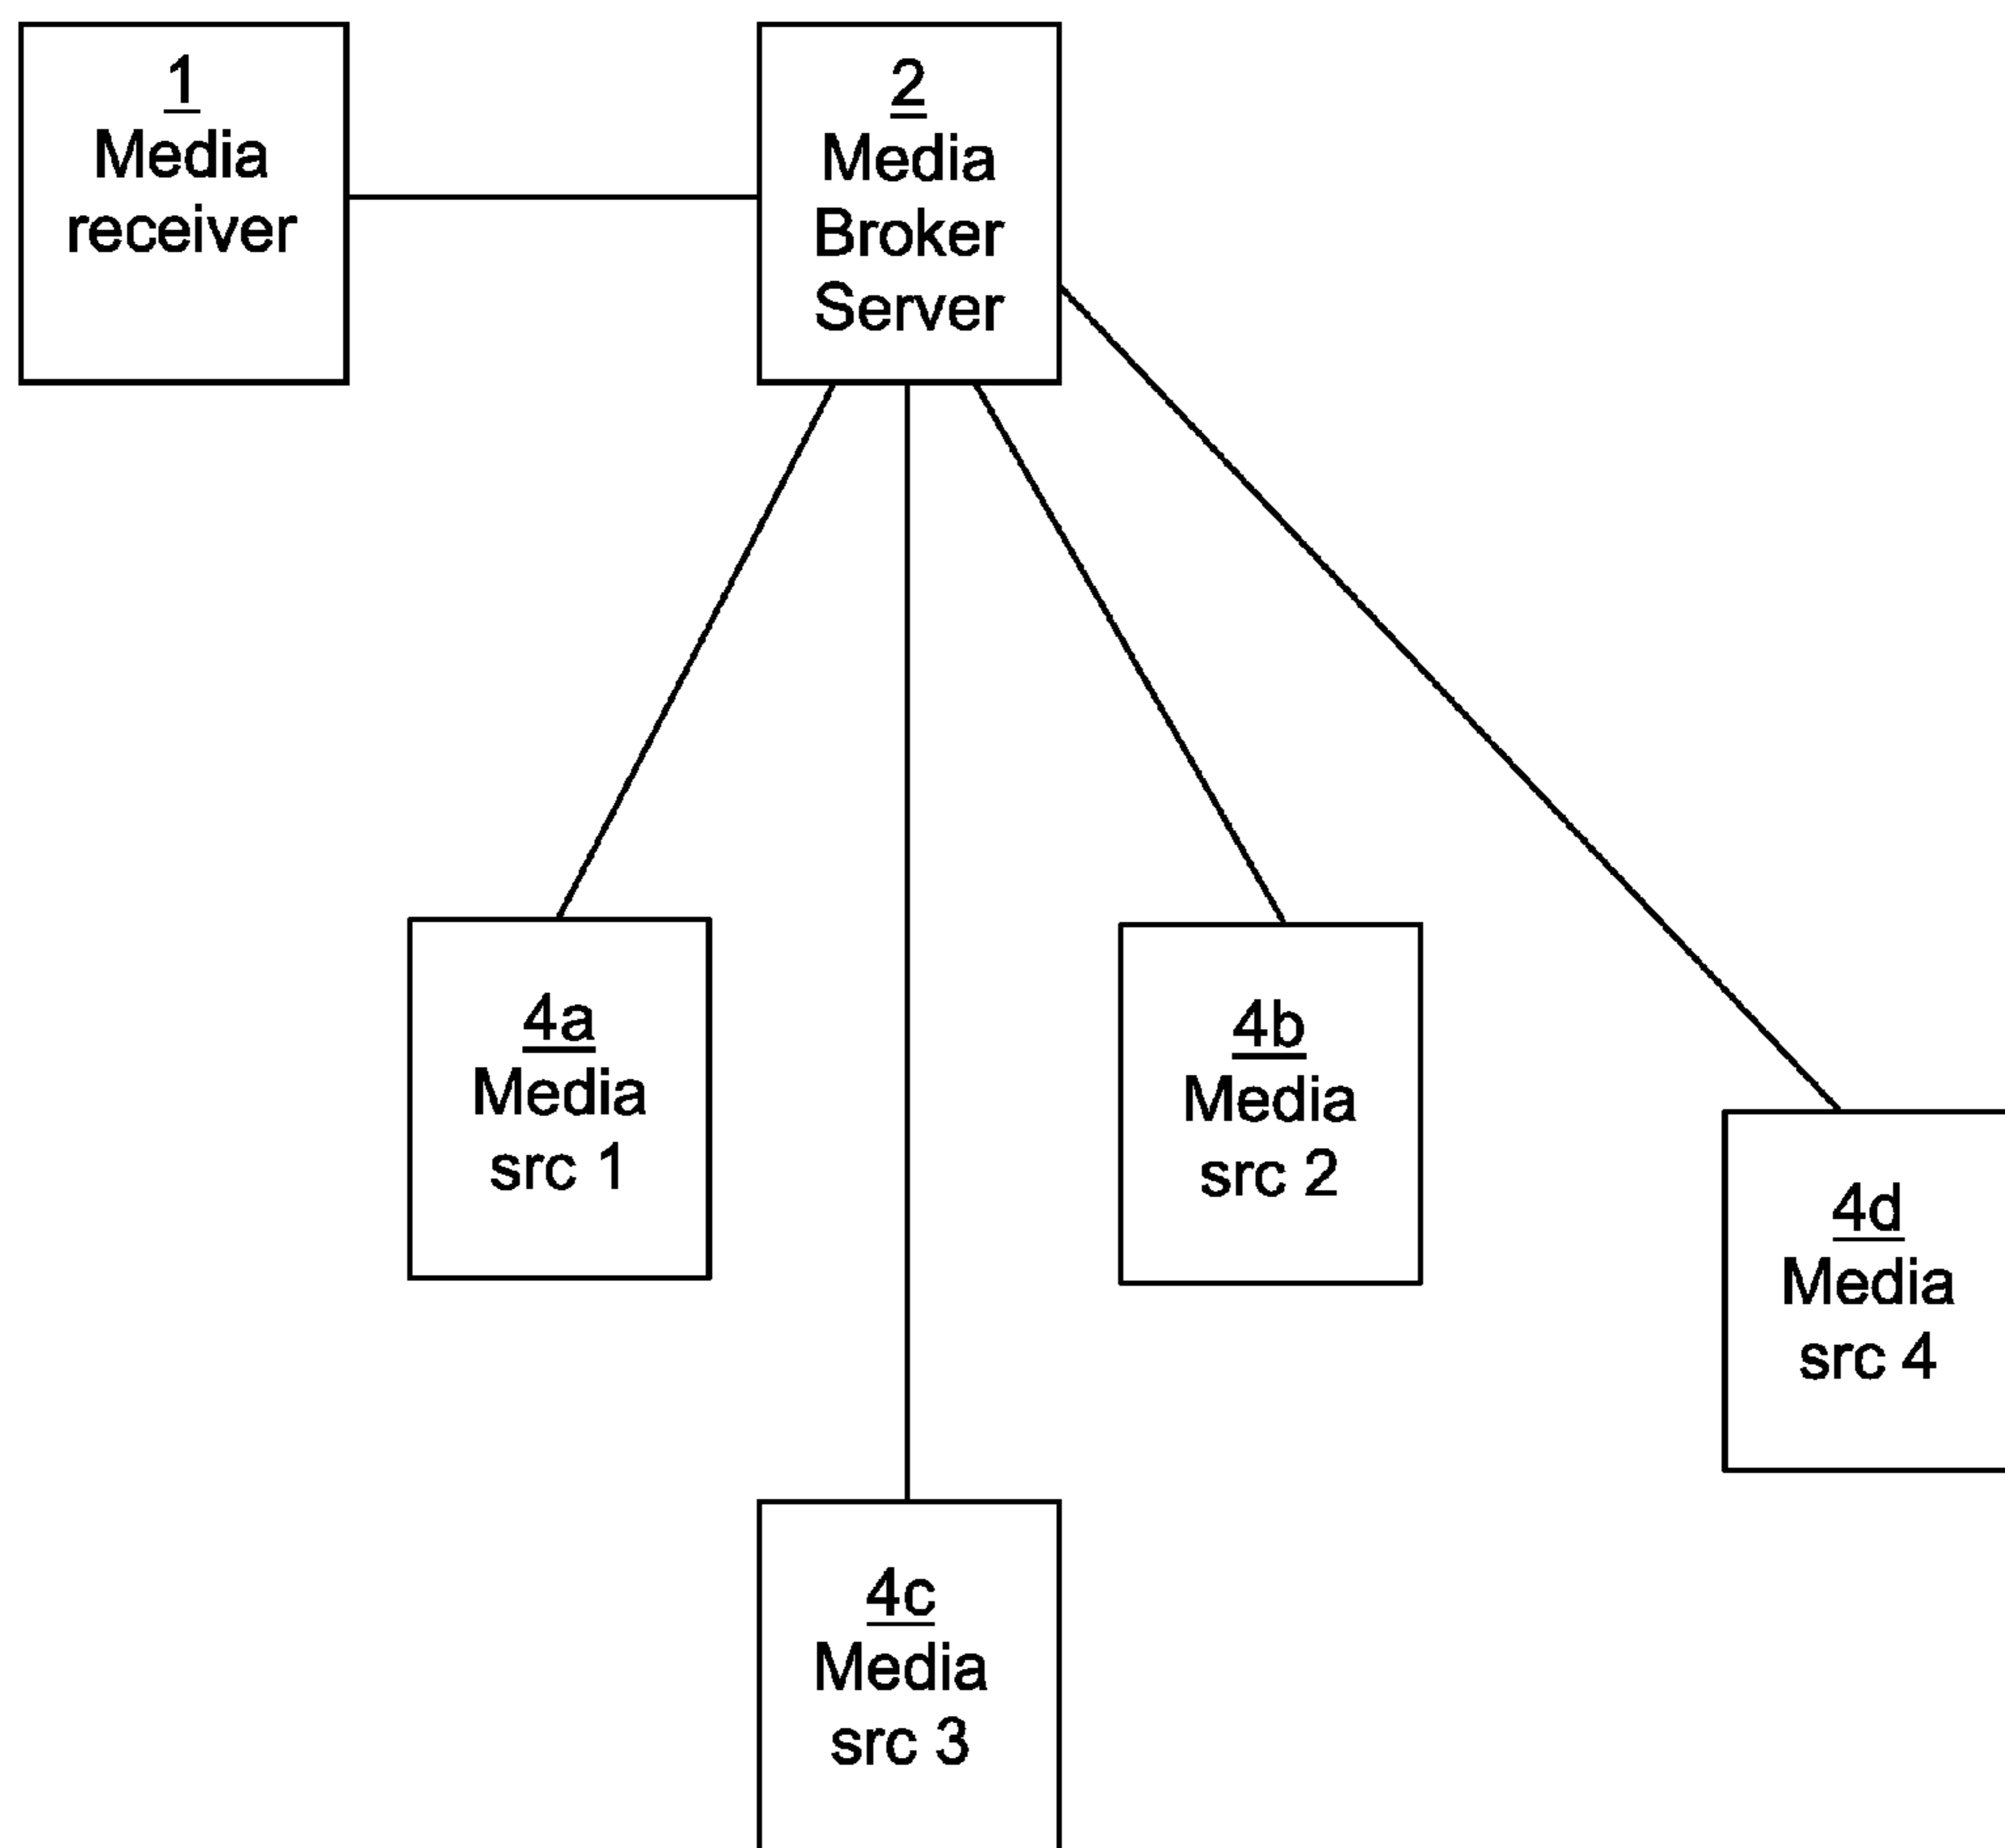 1
Media
receiver
2
Media
Broker
Server
4a
Media
src 1
4b
Media
src 2
4d
Media
src 4
4c
Media
src 3